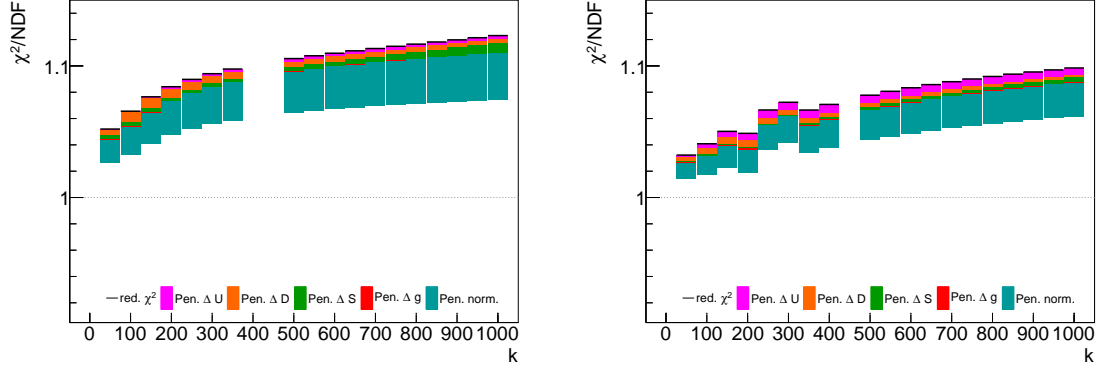 χ²/NDF
1.1
1
red. χ² Pen. Δ U Pen. Δ D Pen. Δ S Pen. Δ g Pen. norm.
0 100 200 300 400 500 600 700 800 900 1000
k
χ²/NDF
1.1
1
red. χ² Pen. Δ U Pen. Δ D Pen. Δ S Pen. Δ g Pen. norm.
0 100 200 300 400 500 600 700 800 900 1000
k